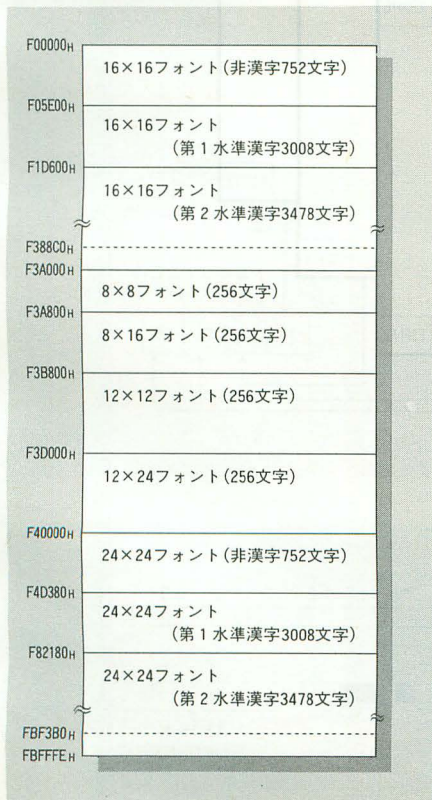 F00000H
16×16フォント(非漢字752文字)
F05E00H
16×16フォント
(第1水準漢字3008文字)
F1D600H
16×16フォント
(第2水準漢字3478文字)
F388C0H
F3A000H
8×8フォント(256文字)
F3A800H
8×16フォント(256文字)
F3B800H
12×12フォント(256文字)
F3D000H
12×24フォント(256文字)
F40000H
24×24フォント(非漢字752文字)
F4D380H
24×24フォント
(第1水準漢字3008文字)
F82180H
24×24フォント
(第2水準漢字3478文字)
FBF3B0H
FBFFFEH